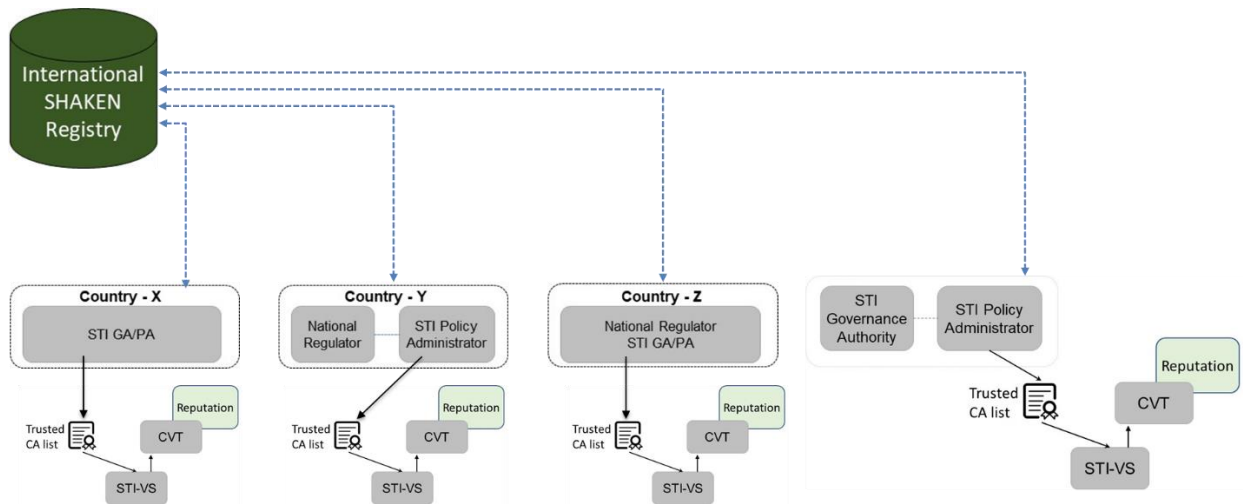 International
SHAKEN
Registry
Country - X
STI GA/PA
Trusted
CA list
Reputation
CVT
STI-VS
Country - Y
National
Regulator
STI Policy
Administrator
Trusted
CA list
Reputation
CVT
STI-VS
Country - Z
National Regulator
STI GA/PA
Trusted
CA list
Reputation
CVT
STI-VS
STI
Governance
Authority
STI Policy
Administrator
Trusted
CA list
Reputation
CVT
STI-VS